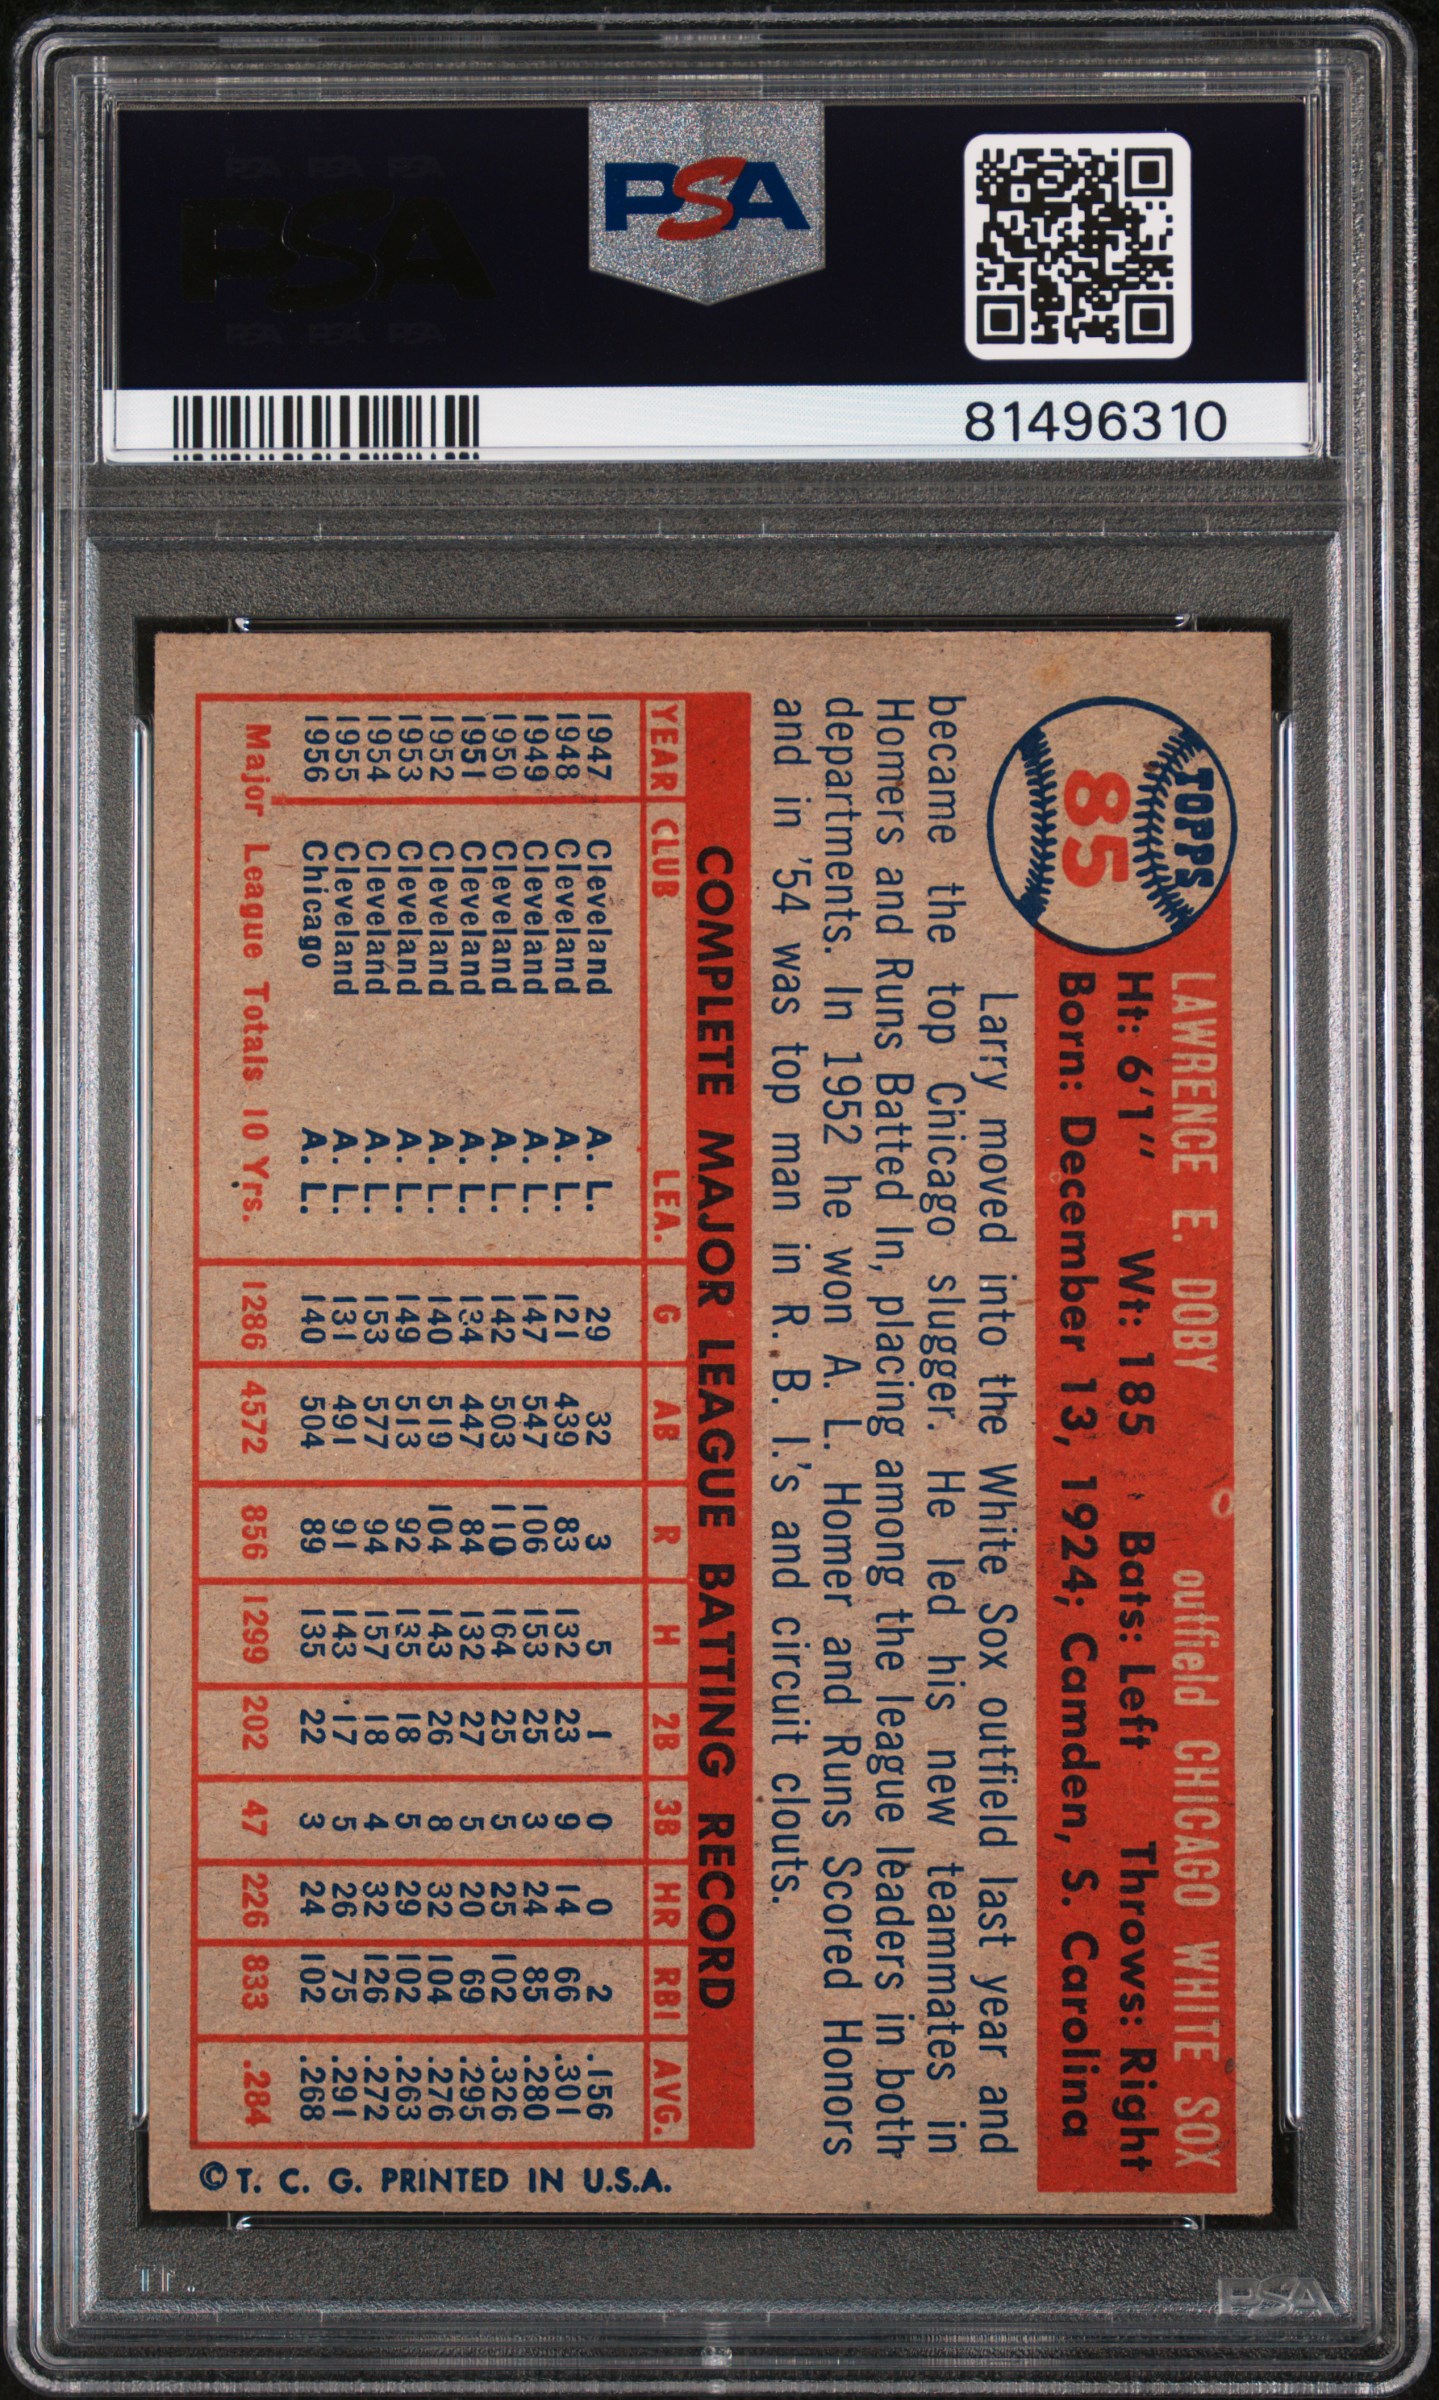 PSA PSA PSA
PSA
PSA PSA PSA
PSA
81496310
TOPPS
85
LAWRENCE E. DOBY outfield CHICAGO WHITE SOX
Ht: 6'1" Wt: 185 Bats: Left Throws: Right
Born: December 13, 1924; Camden, S. Carolina
Larry moved into the White Sox outfield last year and
became the top Chicago slugger. He led his new teammates in
Homers and Runs Batted In, placing among the league leaders in both
departments. In 1952 he won A. L. Homer and Runs Scored Honors
and in '54 was top man in R. B. I.'s and circuit clouts.
COMPLETE MAJOR LEAGUE BATTING RECORD
YEAR CLUB LEA. G AB R H 2B 3B HR RBI AVG.
1947 Cleveland A. L. 29 32 3 5 1 0 0 2 .156
1948 Cleveland A. L. 121 439 83 132 23 9 14 66 .301
1949 Cleveland A. L. 147 547 106 153 25 3 24 85 .280
1950 Cleveland A. L. 142 503 110 164 25 5 25 102 .326
1951 Cleveland A. L. 134 447 84 132 27 5 20 69 .295
1952 Cleveland A. L. 140 519 104 143 26 8 32 104 .276
1953 Cleveland A. L. 149 513 92 135 18 5 29 102 .263
1954 Cleveland A. L. 153 577 94 157 18 4 32 126 .272
1955 Cleveland A. L. 131 491 91 143 17 5 26 75 .291
1956 Chicago A. L. 140 504 89 135 22 3 24 102 .268
Major League Totals 10 Yrs. 1286 4572 856 1299 202 47 226 833 .284
© T. C. G. PRINTED IN U.S.A.
PSA